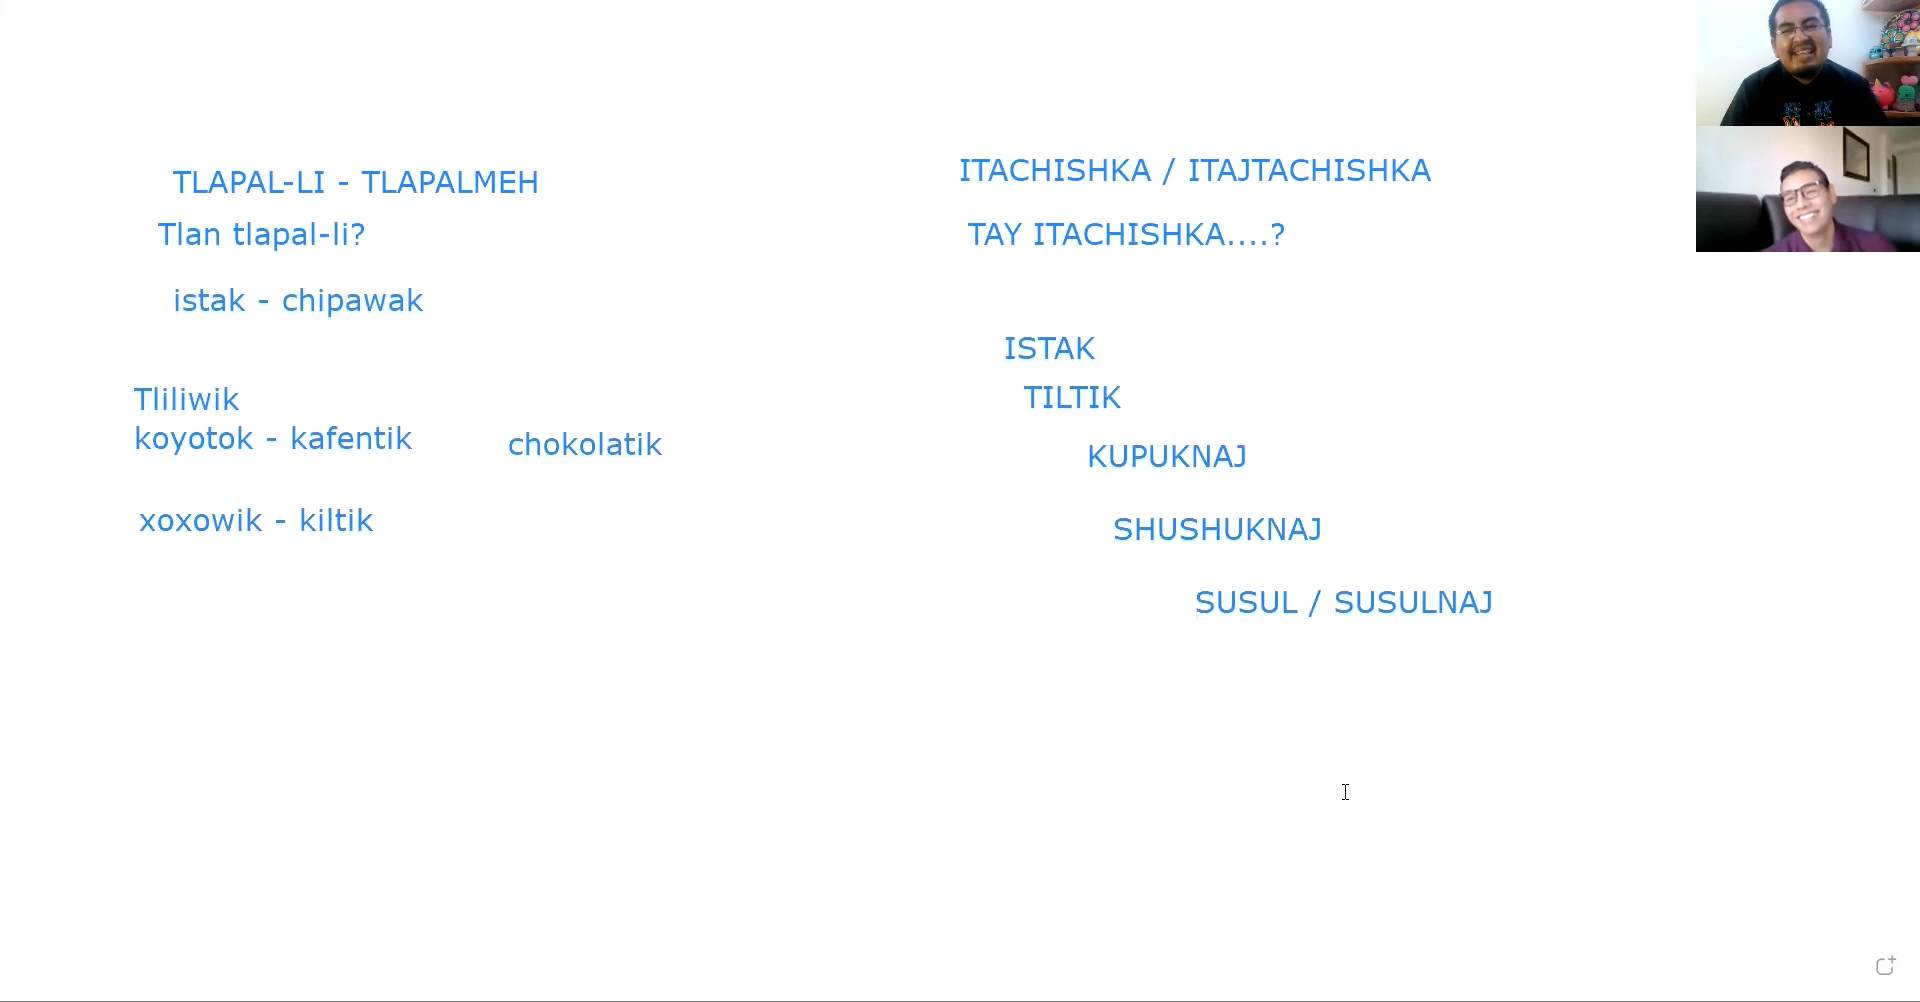 TLAPAL-LI - TLAPALMEH
Tlan tlapal-li?
istak - chipawak
Tliliwik
koyotok - kafentik
chokolatik
xoxowik - kiltik
ITACHISHKA / ITAJTACHISHKA
TAY ITACHISHKA....?
ISTAK
TILTIK
KUPUKNAJ
SHUSHUKNAJ
SUSUL / SUSULNAJ